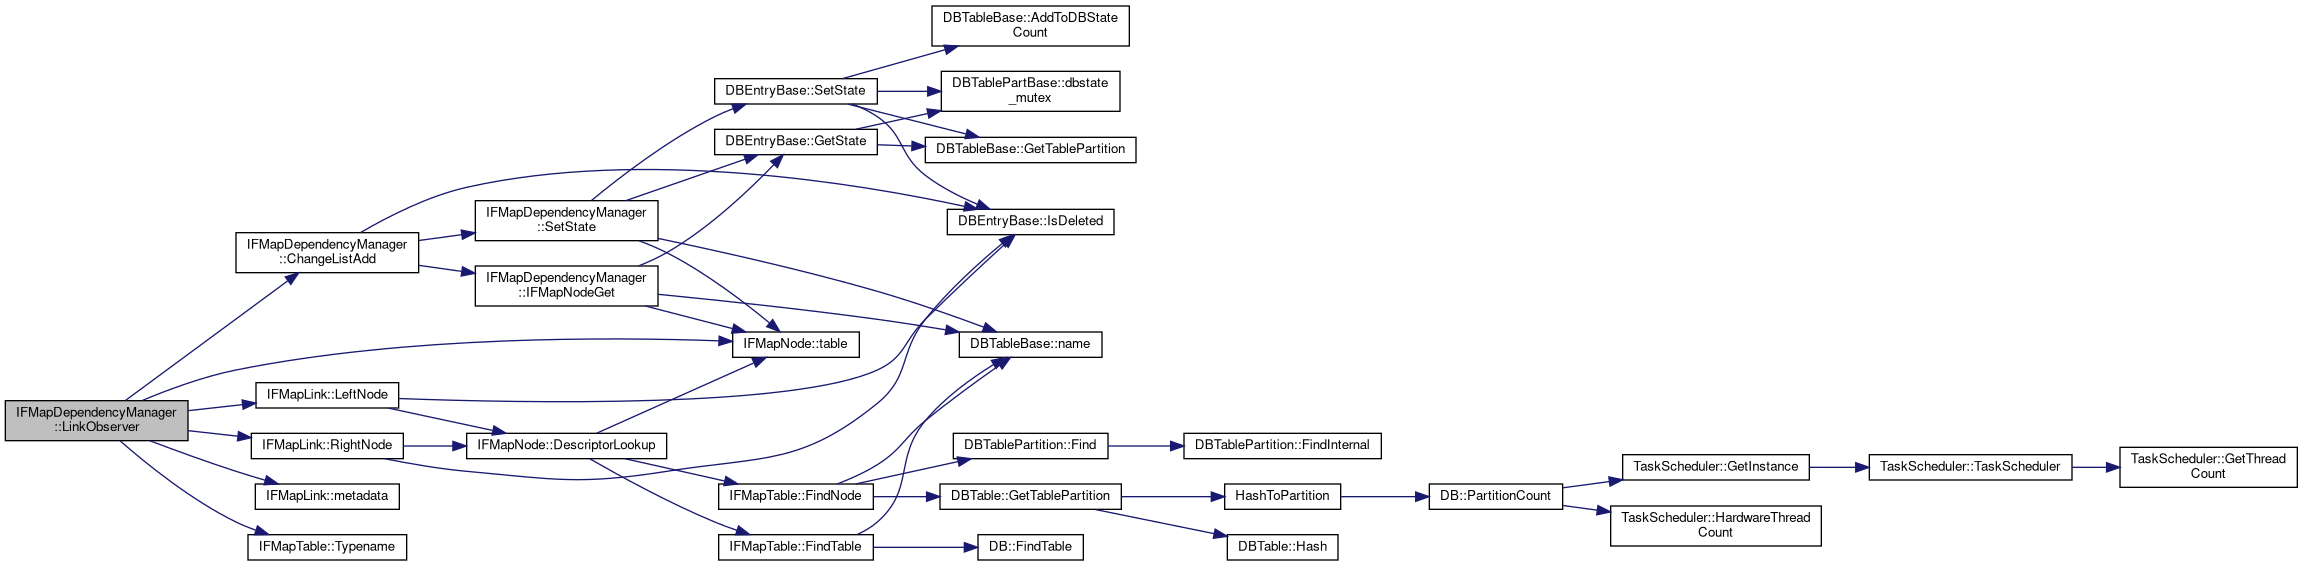 IFMapDependencyManager
::LinkObserver
IFMapDependencyManager
::ChangeListAdd
IFMapLink::LeftNode
IFMapLink::RightNode
IFMapLink::metadata
IFMapTable::Typename
IFMapDependencyManager
::SetState
IFMapDependencyManager
::IFMapNodeGet
IFMapNode::DescriptorLookup
DBEntryBase::SetState
DBEntryBase::GetState
IFMapNode::table
IFMapTable::FindNode
IFMapTable::FindTable
DBTableBase::AddToDBState
Count
DBTablePartBase::dbstate
_mutex
DBTableBase::GetTablePartition
DBEntryBase::IsDeleted
DBTableBase::name
DBTablePartition::Find
DBTable::GetTablePartition
DB::FindTable
DBTablePartition::FindInternal
HashToPartition
DBTable::Hash
DB::PartitionCount
TaskScheduler::GetInstance
TaskScheduler::HardwareThread
Count
TaskScheduler::TaskScheduler
TaskScheduler::GetThread
Count